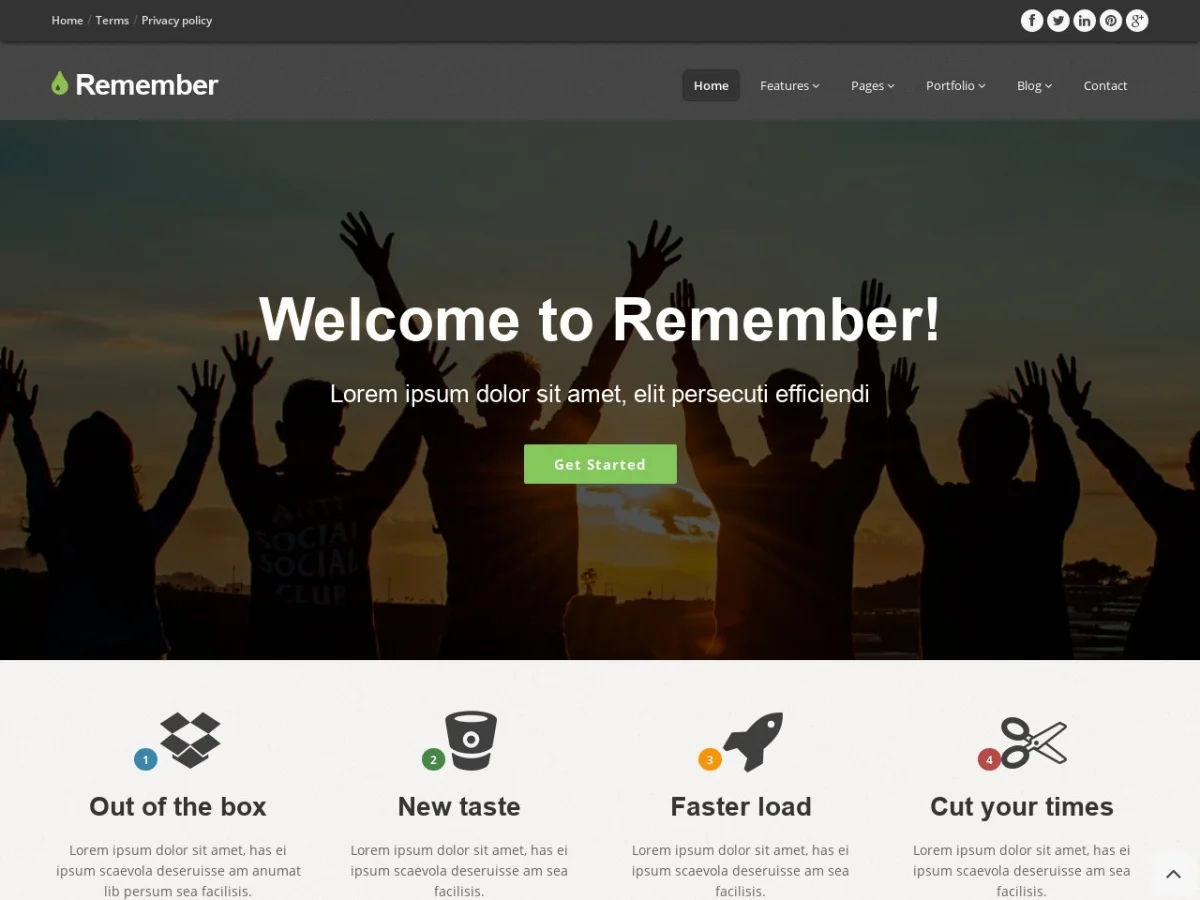 Home / Terms / Privacy policy
Remember
Home Features Pages Portfolio Blog Contact
Welcome to Remember!
Lorem ipsum dolor sit amet, elit persecuti efficiendi
Get Started
ANTI
SOCIAL
SOCIAL
CLUB
1
2
3
4
Out of the box
New taste
Faster load
Cut your times
Lorem ipsum dolor sit amet, has ei
ipsum scaevola deseruisse am anumat
lib persum sea facilisis.
Lorem ipsum dolor sit amet, has ei
ipsum scaevola deseruisse am sea
facilisis.
Lorem ipsum dolor sit amet, has ei
ipsum scaevola deseruisse am sea
facilisis.
Lorem ipsum dolor sit amet, has ei
ipsum scaevola deseruisse am sea
facilisis.